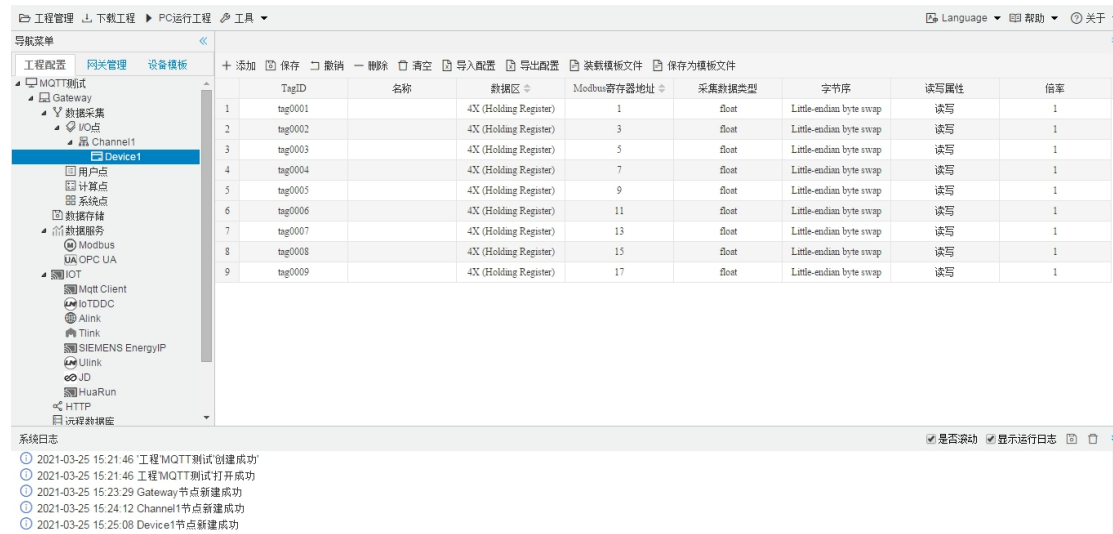 工程管理 下载工程 PC运行工程 工具 Language 帮助 关于
导航菜单
工程配置 网关管理 设备模板
添加 保存 撤销 删除 清空 导入配置 导出配置 装载模板文件 保存为模板文件
MQTT测试
Gateway
数据采集
I/O点
Channel1
Device1
用户点
计算点
系统点
数据存储
数据服务
Modbus
OPC UA
IOT
Mqtt Client
IoTDDC
Alink
Tlink
SIEMENS EnergyIP
Ulink
JD
HuaRun
HTTP
远程数据库
TagID 名称 数据区 Modbus寄存器地址 采集数据类型 字节序 读写属性 倍率
1 tag0001 4X (Holding Register) 1 float Little-endian byte swap 读写 1
2 tag0002 4X (Holding Register) 3 float Little-endian byte swap 读写 1
3 tag0003 4X (Holding Register) 5 float Little-endian byte swap 读写 1
4 tag0004 4X (Holding Register) 7 float Little-endian byte swap 读写 1
5 tag0005 4X (Holding Register) 9 float Little-endian byte swap 读写 1
6 tag0006 4X (Holding Register) 11 float Little-endian byte swap 读写 1
7 tag0007 4X (Holding Register) 13 float Little-endian byte swap 读写 1
8 tag0008 4X (Holding Register) 15 float Little-endian byte swap 读写 1
9 tag0009 4X (Holding Register) 17 float Little-endian byte swap 读写 1
系统日志 是否滚动 显示运行日志
2021-03-25 15:21:46 '工程'MQTT测试'创建成功'
2021-03-25 15:21:46 工程'MQTT测试'打开成功
2021-03-25 15:23:29 Gateway节点新建成功
2021-03-25 15:24:12 Channel1节点新建成功
2021-03-25 15:25:08 Device1节点新建成功